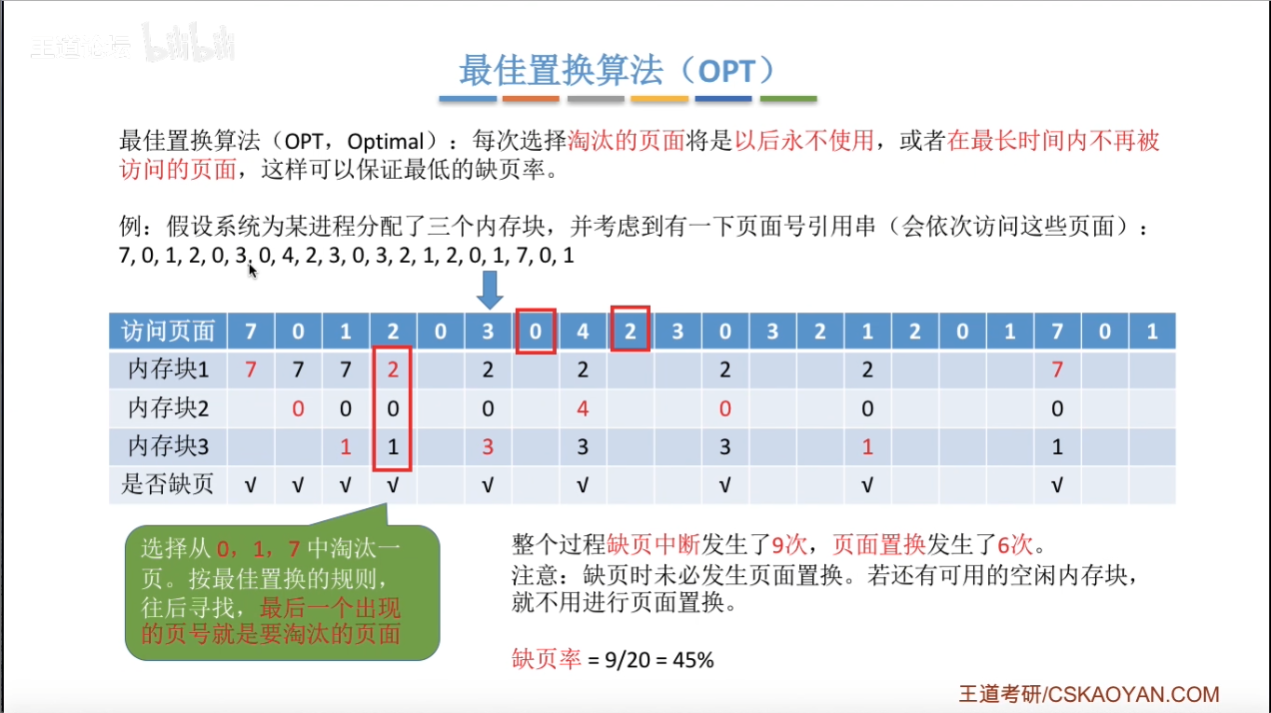 王道论坛 bilibili
最佳置换算法（OPT）
最佳置换算法（OPT，Optimal）：每次选择淘汰的页面将是以后永不使用，或者在最长时间内不再被
访问的页面，这样可以保证最低的缺页率。
例：假设系统为某进程分配了三个内存块，并考虑到有一下页面号引用串（会依次访问这些页面）：
7, 0, 1, 2, 0, 3, 0, 4, 2, 3, 0, 3, 2, 1, 2, 0, 1, 7, 0, 1
访问页面 7 0 1 2 0 3 0 4 2 3 0 3 2 1 2 0 1 7 0 1
内存块1 7 7 7 2 2 2 2 2 7
内存块2 0 0 0 0 4 0 0 0
内存块3 1 1 3 3 3 1 1
是否缺页 √ √ √ √ √ √ √ √ √
选择从 0，1，7 中淘汰一
页。按最佳置换的规则，
往后寻找，最后一个出现
的页号就是要淘汰的页面
整个过程缺页中断发生了9次，页面置换发生了6次。
注意：缺页时未必发生页面置换。若还有可用的空闲内存块，
就不用进行页面置换。
缺页率 = 9/20 = 45%
王道考研/CSKAOYAN.COM